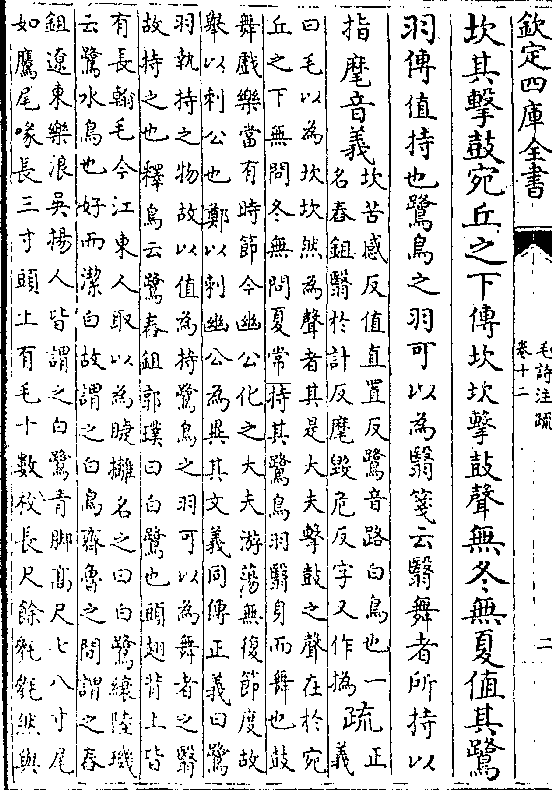 欽定四庫全書
毛詩注疏
卷十二
二
坎其擊鼓宛丘之下傳坎坎擊鼓聲無冬無夏值其鷺
羽傳值持也鷺鳥之羽可以為翳箋云翳舞者所持以
指麾音義
坎苦感反值直置反鷺音路白鳥也一
名舂鉏翳於計反麾毀危反字又作撝
疏
正
義
曰毛以為坎坎然為聲者其是大夫擊鼓之聲在於宛
丘之下無問冬無問夏常持其鷺鳥羽翳身而舞也鼓
舞戲樂當有時節今幽公化之大夫游蕩無復節度故
舉以刺公也鄭以刺幽公為異其文義同傳正義曰鷺
羽執持之物故以值為持鷺鳥之羽可以為舞者之翳
故持之也釋鳥云鷺舂鉏郭璞曰白鷺也頭翅背上皆
有長翰毛今江東人取以為睫攡名之曰白鷺縗陸璣
云鷺水鳥也好而潔白故謂之白鳥齊魯之間謂之舂
鉏遼東樂浪吳揚人皆謂之白鷺青脚高尺七八寸尾
如鷹尾喙長三寸頭上有毛十數枚長尺餘毿毿然與